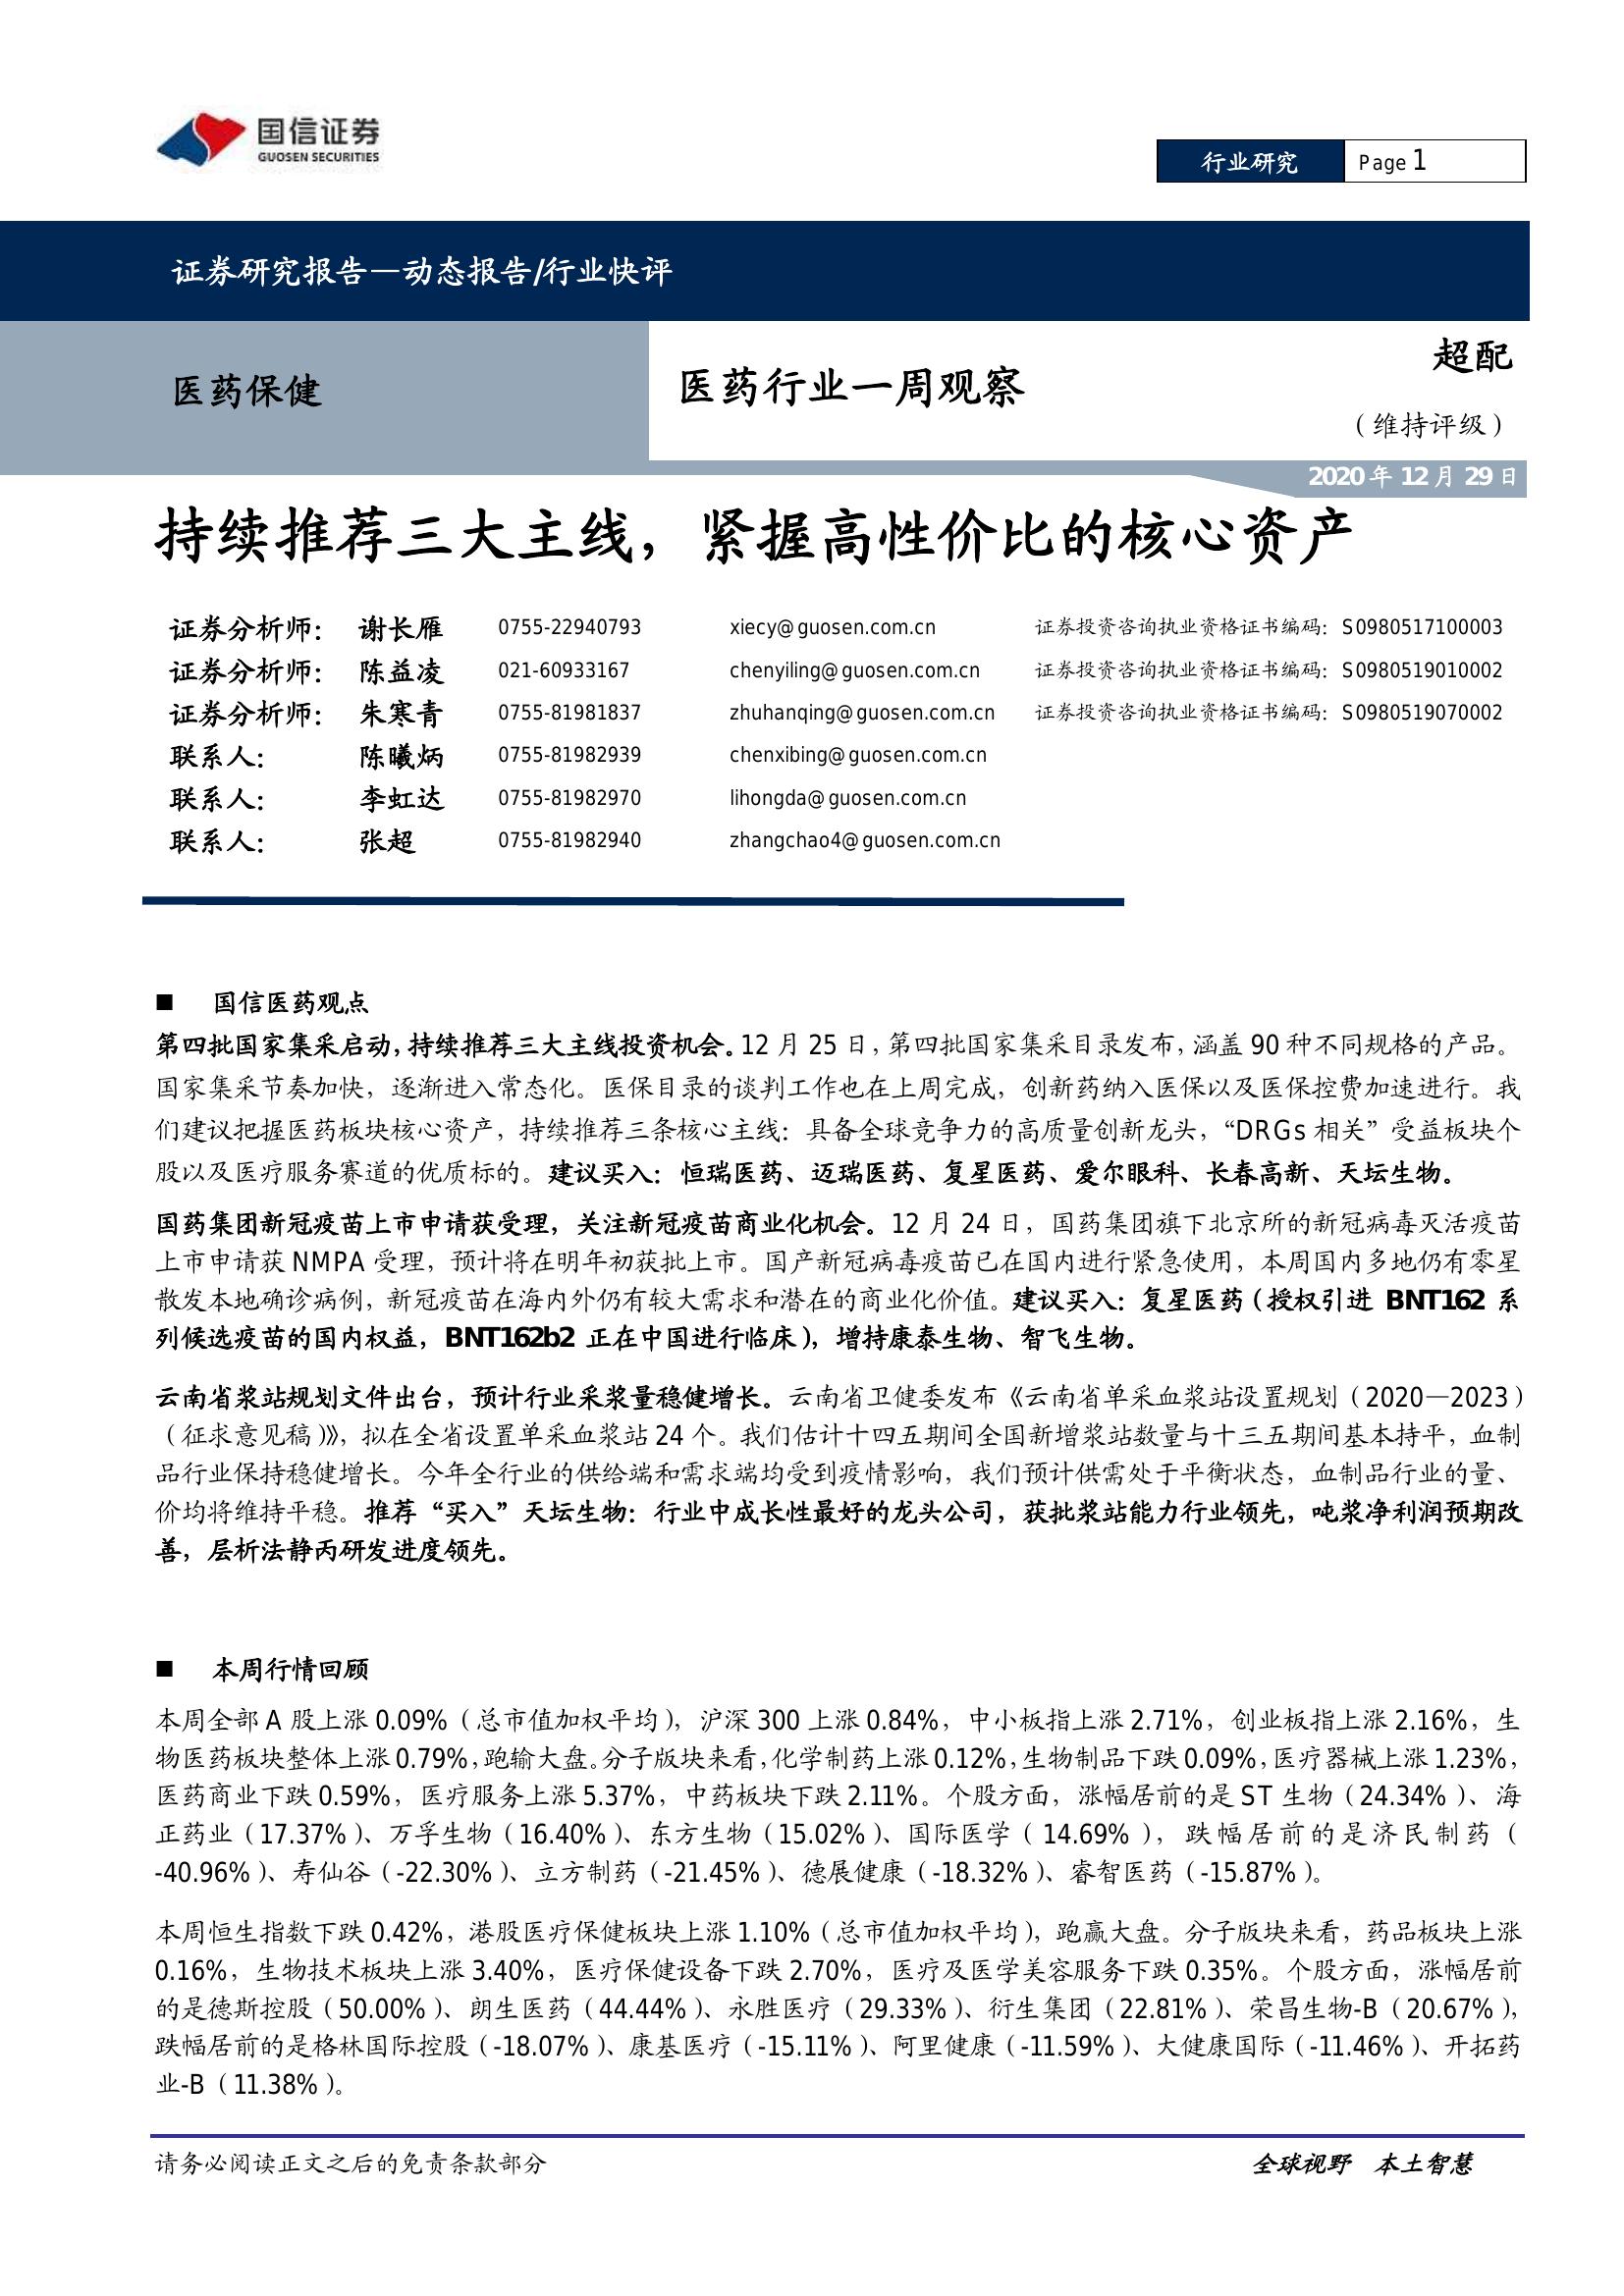 国信证券
GUOSEN SECURITIES
行业研究 Page 1
证券研究报告—动态报告/行业快评
医药保健
医药行业一周观察
超配
（维持评级）
2020 年 12 月 29 日
持续推荐三大主线，紧握高性价比的核心资产
证券分析师： 谢长雁 0755-22940793 xiecy@guosen.com.cn 证券投资咨询执业资格证书编码：S0980517100003
证券分析师： 陈益凌 021-60933167 chenyiling@guosen.com.cn 证券投资咨询执业资格证书编码：S0980519010002
证券分析师： 朱寒青 0755-81981837 zhuhanqing@guosen.com.cn 证券投资咨询执业资格证书编码：S0980519070002
联系人： 陈曦炳 0755-81982939 chenxibing@guosen.com.cn
联系人： 李虹达 0755-81982970 lihongda@guosen.com.cn
联系人： 张超 0755-81982940 zhangchao4@guosen.com.cn
■ 国信医药观点
第四批国家集采启动，持续推荐三大主线投资机会。12 月 25 日，第四批国家集采目录发布，涵盖 90 种不同规格的产品。
国家集采节奏加快，逐渐进入常态化。医保目录的谈判工作也在上周完成，创新药纳入医保以及医保控费加速进行。我
们建议把握医药板块核心资产，持续推荐三条核心主线：具备全球竞争力的高质量创新龙头，“DRGs 相关”受益板块个
股以及医疗服务赛道的优质标的。建议买入：恒瑞医药、迈瑞医药、复星医药、爱尔眼科、长春高新、天坛生物。
国药集团新冠疫苗上市申请获受理，关注新冠疫苗商业化机会。12 月 24 日，国药集团旗下北京所的新冠病毒灭活疫苗
上市申请获 NMPA 受理，预计将在明年初获批上市。国产新冠病毒疫苗已在国内进行紧急使用，本周国内多地仍有零星
散发本地确诊病例，新冠疫苗在海内外仍有较大需求和潜在的商业化价值。建议买入：复星医药（授权引进 BNT162 系
列候选疫苗的国内权益，BNT162b2 正在中国进行临床），增持康泰生物、智飞生物。
云南省浆站规划文件出台，预计行业采浆量稳健增长。云南省卫健委发布《云南省单采血浆站设置规划（2020—2023）
（征求意见稿）》，拟在全省设置单采血浆站 24 个。我们估计十四五期间全国新增浆站数量与十三五期间基本持平，血制
品行业保持稳健增长。今年全行业的供给端和需求端均受到疫情影响，我们预计供需处于平衡状态，血制品行业的量、
价均将维持平稳。推荐“买入”天坛生物：行业中成长性最好的龙头公司，获批浆站能力行业领先，吨浆净利润预期改
善，层析法静丙研发进度领先。
■ 本周行情回顾
本周全部 A 股上涨 0.09%（总市值加权平均），沪深 300 上涨 0.84%，中小板指上涨 2.71%，创业板指上涨 2.16%，生
物医药板块整体上涨 0.79%，跑输大盘。分子版块来看，化学制药上涨 0.12%，生物制品下跌 0.09%，医疗器械上涨 1.23%，
医药商业下跌 0.59%，医疗服务上涨 5.37%，中药板块下跌 2.11%。个股方面，涨幅居前的是 ST 生物（24.34%）、海
正药业（17.37%）、万孚生物（16.40%）、东方生物（15.02%）、国际医学（ 14.69% ），跌幅居前的是济民制药（
-40.96%）、寿仙谷（-22.30%）、立方制药（-21.45%）、德展健康（-18.32%）、睿智医药（-15.87%）。
本周恒生指数下跌 0.42%，港股医疗保健板块上涨 1.10%（总市值加权平均），跑赢大盘。分子版块来看，药品板块上涨
0.16%，生物技术板块上涨 3.40%，医疗保健设备下跌 2.70%，医疗及医学美容服务下跌 0.35%。个股方面，涨幅居前
的是德斯控股（50.00%）、朗生医药（44.44%）、永胜医疗（29.33%）、衍生集团（22.81%）、荣昌生物-B（20.67%），
跌幅居前的是格林国际控股（-18.07%）、康基医疗（-15.11%）、阿里健康（-11.59%）、大健康国际（-11.46%）、开拓药
业-B（11.38%）。
请务必阅读正文之后的免责条款部分 全球视野 本土智慧